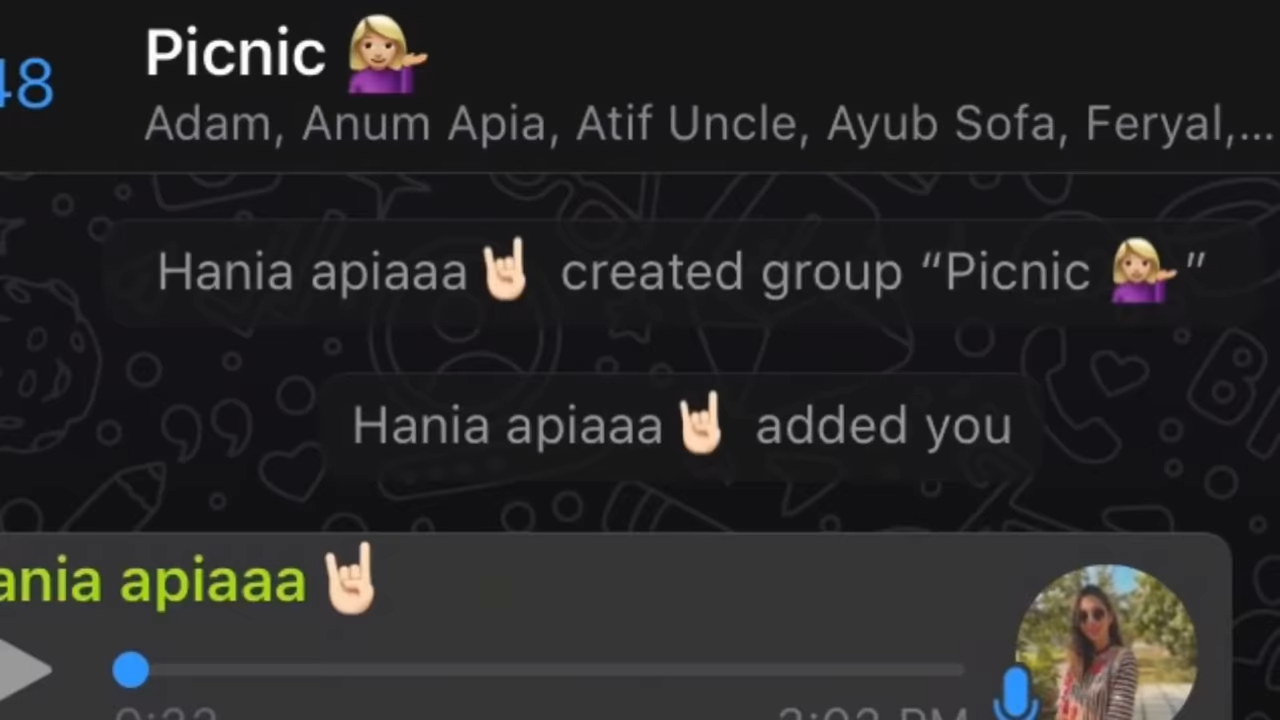 Picnic 💁🏼‍♀️
48
Adam, Anum Apia, Atif Uncle, Ayub Sofa, Feryal,...
Hania apiaaa🤘🏻 created group “Picnic 💁🏼‍♀️”
Hania apiaaa🤘🏻 added you
ania apiaaa 🤘🏻